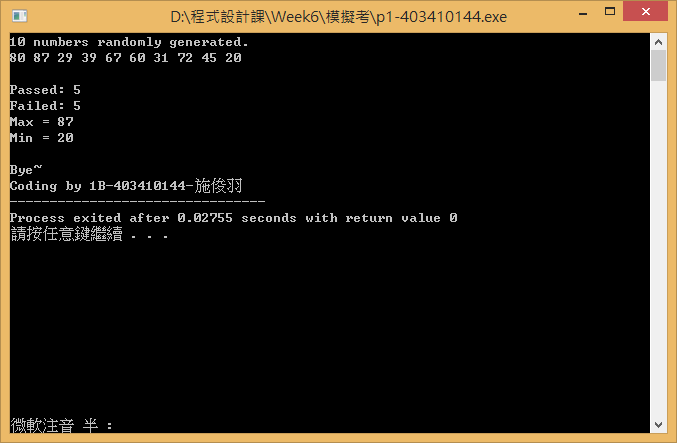 D:\程式設計課\Week6\模擬考\p1-403410144.exe
10 numbers randomly generated.
80 87 29 39 67 60 31 72 45 20
Passed: 5
Failed: 5
Max = 87
Min = 20
Bye~
Coding by 1B-403410144-施俊羽
--------------------------------
Process exited after 0.02755 seconds with return value 0
請按任意鍵繼續 . . .
微軟注音 半 :